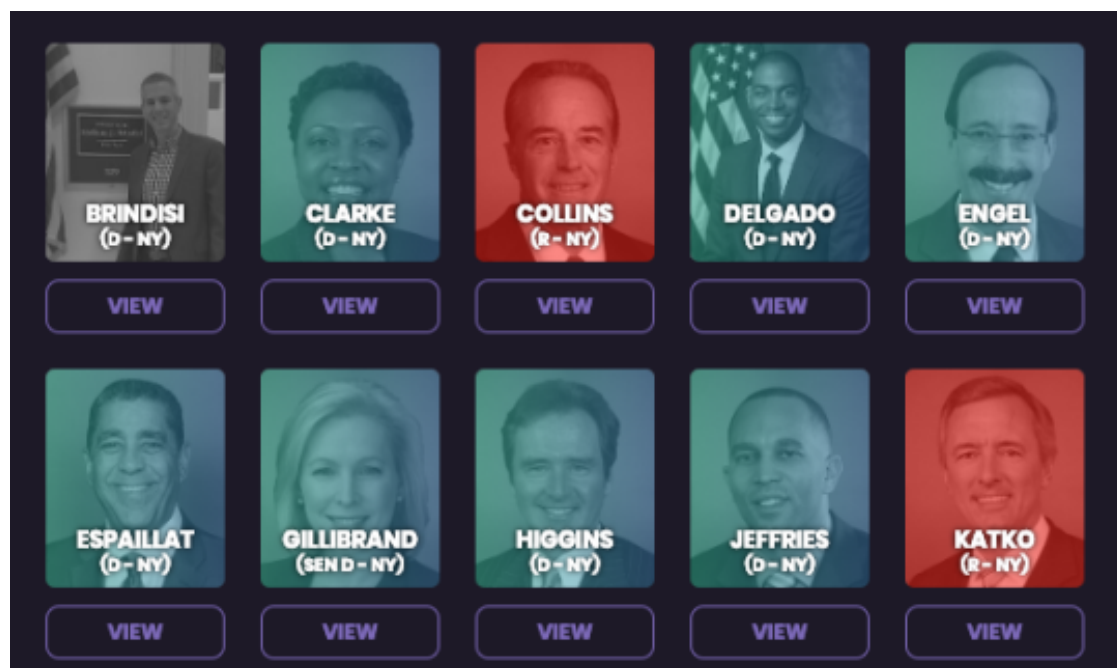 BRINDISI
(D - NY)
CLARKE
(D - NY)
COLLINS
(R - NY)
DELGADO
(D - NY)
ENGEL
(D - NY)
VIEW
VIEW
VIEW
VIEW
VIEW
ESPAILLAT
(D - NY)
GILLIBRAND
(SEN D - NY)
HIGGINS
(D - NY)
JEFFRIES
(D - NY)
KATKO
(R - NY)
VIEW
VIEW
VIEW
VIEW
VIEW